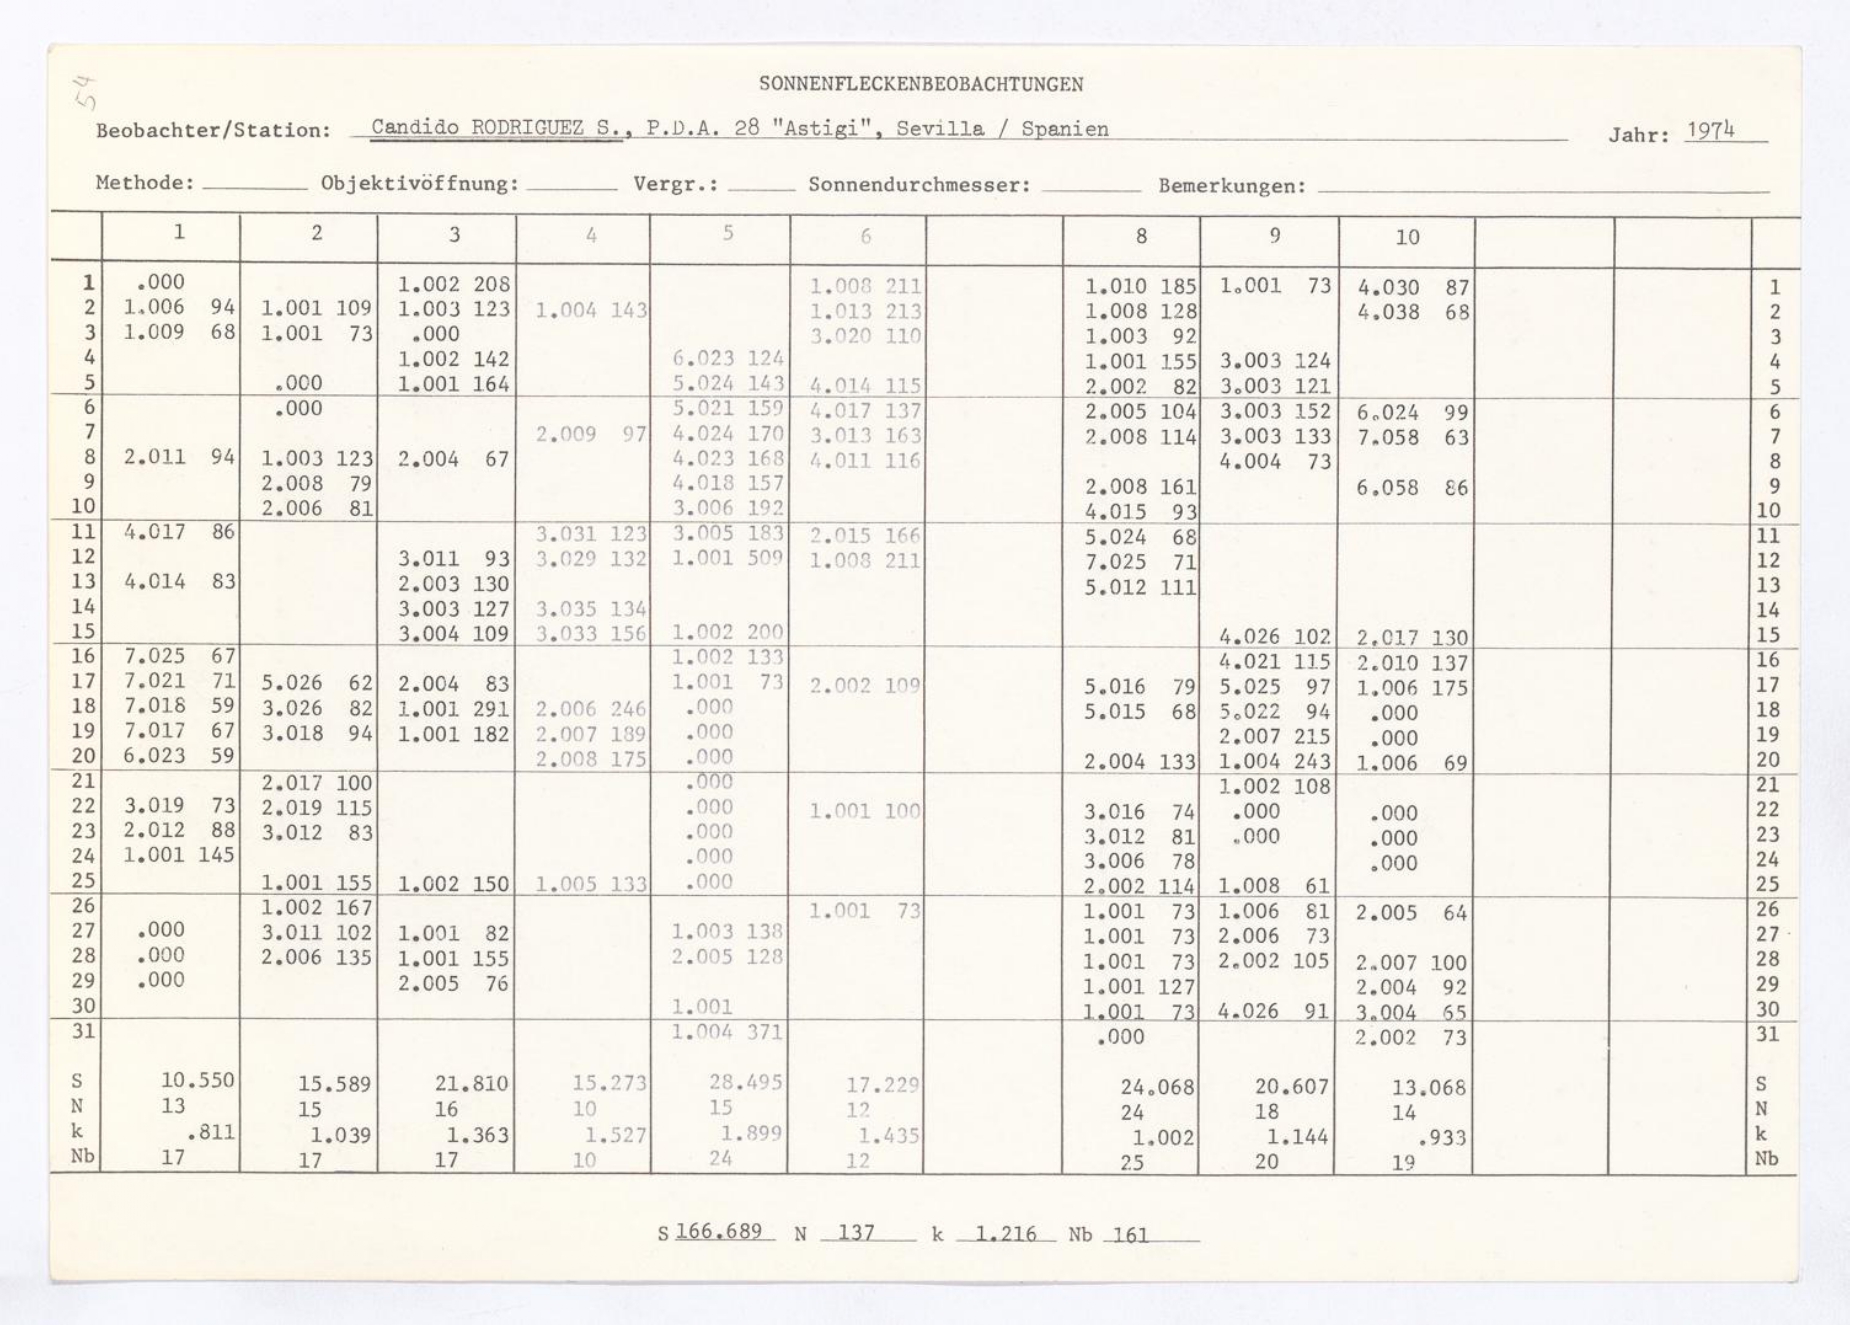 54
SONNENFLECKENBEOBACHTUNGEN
Beobachter/Station: Candido RODRIGUEZ S., P.D.A. 28 "Astigi", Sevilla / Spanien Jahr: 1974
Methode: Objektivöffnung: Vergr.: Sonnendurchmesser: Bemerkungen:
1 2 3 4 5 6 8 9 10
1 .000 1.002 208 1.008 211 1.010 185 1.001 73 4.030 87 1
2 1.006 94 1.001 109 1.003 123 1.004 143 1.013 213 1.008 128 4.038 68 2
3 1.009 68 1.001 73 .000 3.020 110 1.003 92 3
4 1.002 142 6.023 124 1.001 155 3.003 124 4
5 .000 1.001 164 5.024 143 4.014 115 2.002 82 3.003 121 5
6 .000 5.021 159 4.017 137 2.005 104 3.003 152 6.024 99 6
7 2.009 97 4.024 170 3.013 163 2.008 114 3.003 133 7.058 63 7
8 2.011 94 1.003 123 2.004 67 4.023 168 4.011 116 4.004 73 8
9 2.008 79 4.018 157 2.008 161 6.058 86 9
10 2.006 81 3.006 192 4.015 93 10
11 4.017 86 3.031 123 3.005 183 2.015 166 5.024 68 11
12 3.011 93 3.029 132 1.001 509 1.008 211 7.025 71 12
13 4.014 83 2.003 130 5.012 111 13
14 3.003 127 3.035 134 14
15 3.004 109 3.033 156 1.002 200 4.026 102 2.017 130 15
16 7.025 67 1.002 133 4.021 115 2.010 137 16
17 7.021 71 5.026 62 2.004 83 1.001 73 2.002 109 5.016 79 5.025 97 1.006 175 17
18 7.018 59 3.026 82 1.001 291 2.006 246 .000 5.015 68 5.022 94 .000 18
19 7.017 67 3.018 94 1.001 182 2.007 189 .000 2.007 215 .000 19
20 6.023 59 2.008 175 .000 2.004 133 1.004 243 1.006 69 20
21 2.017 100 .000 1.002 108 21
22 3.019 73 2.019 115 .000 1.001 100 3.016 74 .000 .000 22
23 2.012 88 3.012 83 .000 3.012 81 .000 .000 23
24 1.001 145 .000 3.006 78 .000 24
25 1.001 155 1.002 150 1.005 133 .000 2.002 114 1.008 61 25
26 1.002 167 1.001 73 1.001 73 1.006 81 2.005 64 26
27 .000 3.011 102 1.001 82 1.003 138 1.001 73 2.006 73 27
28 .000 2.006 135 1.001 155 2.005 128 1.001 73 2.002 105 2.007 100 28
29 .000 2.005 76 1.001 127 2.004 92 29
30 1.001 1.001 73 4.026 91 3.004 65 30
31 1.004 371 .000 2.002 73 31
S 10.550 15.589 21.810 15.273 28.495 17.229 24.068 20.607 13.068 S
N 13 15 16 10 15 12 24 18 14 N
k .811 1.039 1.363 1.527 1.899 1.435 1.002 1.144 .933 k
Nb 17 17 17 10 24 12 25 20 19 Nb
S 166.689 N 137 k 1.216 Nb 161